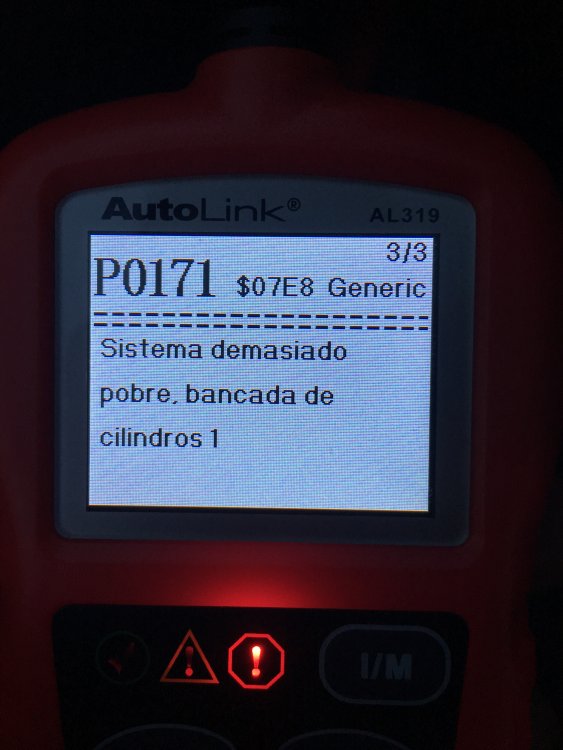 AutoLink®
AL319
3/3
P0171 $07E8 Generic
Sistema demasiado
pobre, bancada de
cilindros 1
I/M